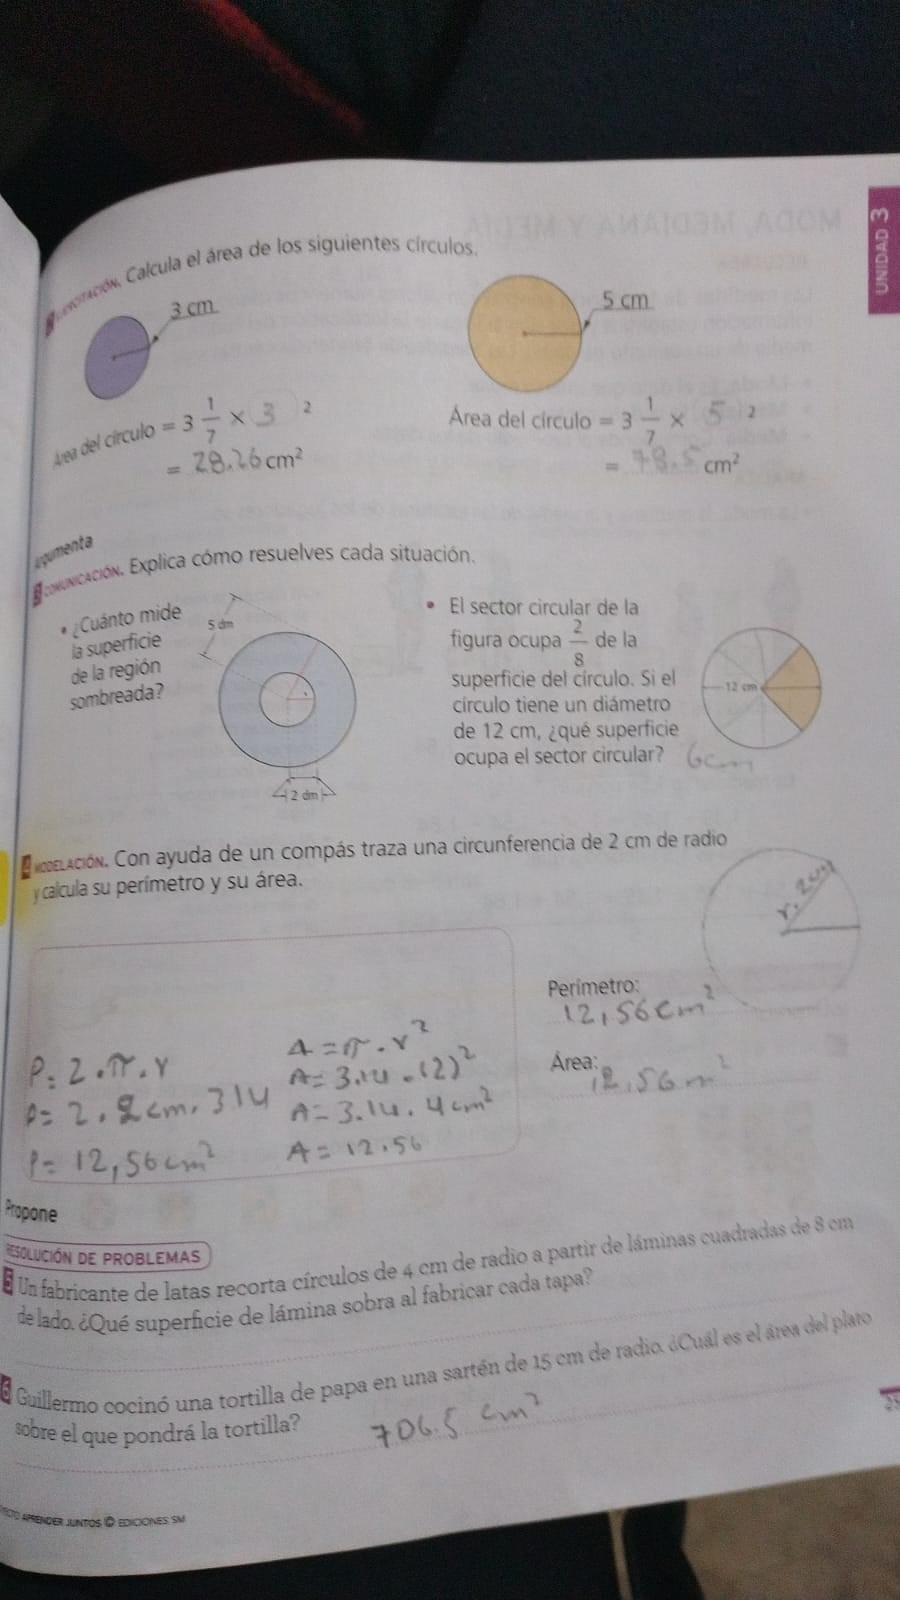 UNIDAD 3
EJERCITACIÓN. Calcula el área de los siguientes círculos.
3 cm
5 cm
Área del círculo = 3 1/7 × 3 ²
= 28.26 cm²
Área del círculo = 3 1/7 × (5) ²
= 78.5 cm²
Argumenta
3 COMUNICACIÓN. Explica cómo resuelves cada situación.
• ¿Cuánto mide
la superficie
de la región
sombreada?
5 dm
2 dm
• El sector circular de la
figura ocupa 2/8 de la
superficie del círculo. Si el
círculo tiene un diámetro
de 12 cm, ¿qué superficie
ocupa el sector circular? 6cm
12 cm
4 MODELACIÓN. Con ayuda de un compás traza una circunferencia de 2 cm de radio
y calcula su perímetro y su área.
r. 2cm
Perímetro:
12,56 cm²
Área:
12,56 m²
P: 2.π.r
P= 2.2cm.314
P= 12,56 cm²
A = π.r²
A= 3.14.(2)²
A= 3.14. 4cm²
A= 12.56
Propone
RESOLUCIÓN DE PROBLEMAS
5 Un fabricante de latas recorta círculos de 4 cm de radio a partir de láminas cuadradas de 8 cm
de lado. ¿Qué superficie de lámina sobra al fabricar cada tapa?
6 Guillermo cocinó una tortilla de papa en una sartén de 15 cm de radio. ¿Cuál es el área del plato
sobre el que pondrá la tortilla?
706.5 cm²
APRENDER JUNTOS © EDICIONES SM